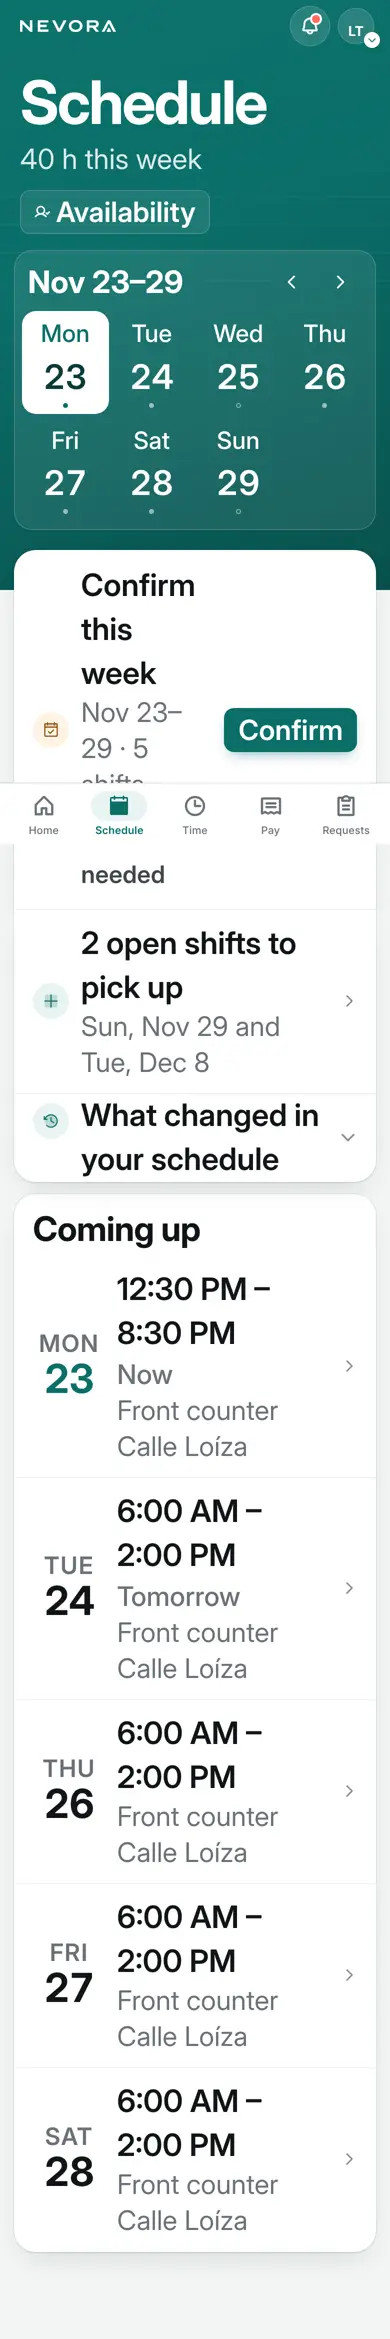 NEVORA
LT
Schedule
40 h this week
Availability
Nov 23–29
Mon Tue Wed Thu
23 24 25 26
Fri Sat Sun
27 28 29
Confirm
this
week
Nov 23–
29 · 5
Confirm
Home Schedule Time Pay Requests
needed
2 open shifts to
pick up
Sun, Nov 29 and
Tue, Dec 8
What changed in
your schedule
Coming up
MON
23
12:30 PM –
8:30 PM
Now
Front counter
Calle Loíza
TUE
24
6:00 AM –
2:00 PM
Tomorrow
Front counter
Calle Loíza
THU
26
6:00 AM –
2:00 PM
Front counter
Calle Loíza
FRI
27
6:00 AM –
2:00 PM
Front counter
Calle Loíza
SAT
28
6:00 AM –
2:00 PM
Front counter
Calle Loíza